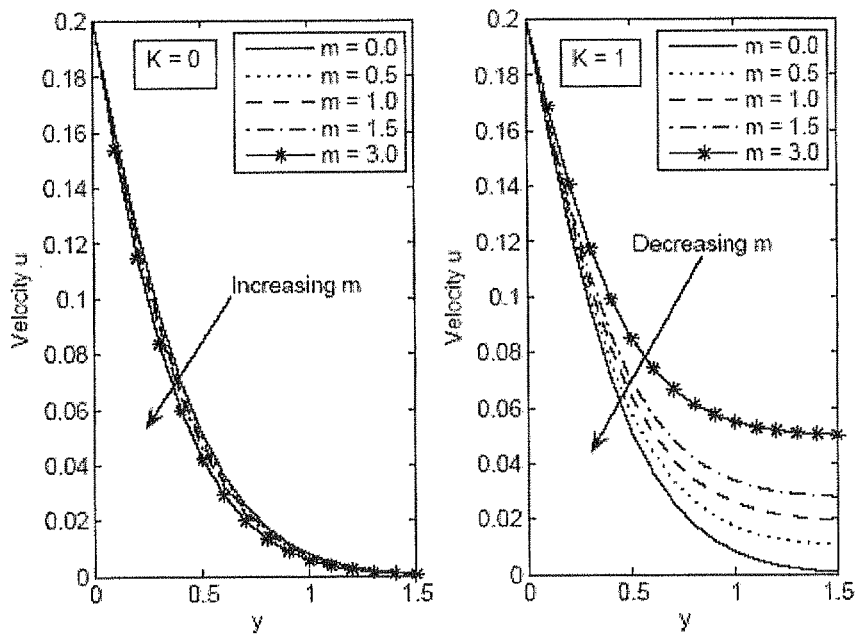 0.2
0.18
0.16
0.14
0.12
0.1
0.08
0.06
0.04
0.02
0
Velocity u
K = 0
m = 0.0
m = 0.5
m = 1.0
m = 1.5
m = 3.0
Increasing m
0
0.5
1
1.5
y
0.2
0.18
0.16
0.14
0.12
0.1
0.08
0.06
0.04
0.02
0
Velocity u
K = 1
m = 0.0
m = 0.5
m = 1.0
m = 1.5
m = 3.0
Decreasing m
0
0.5
1
1.5
y